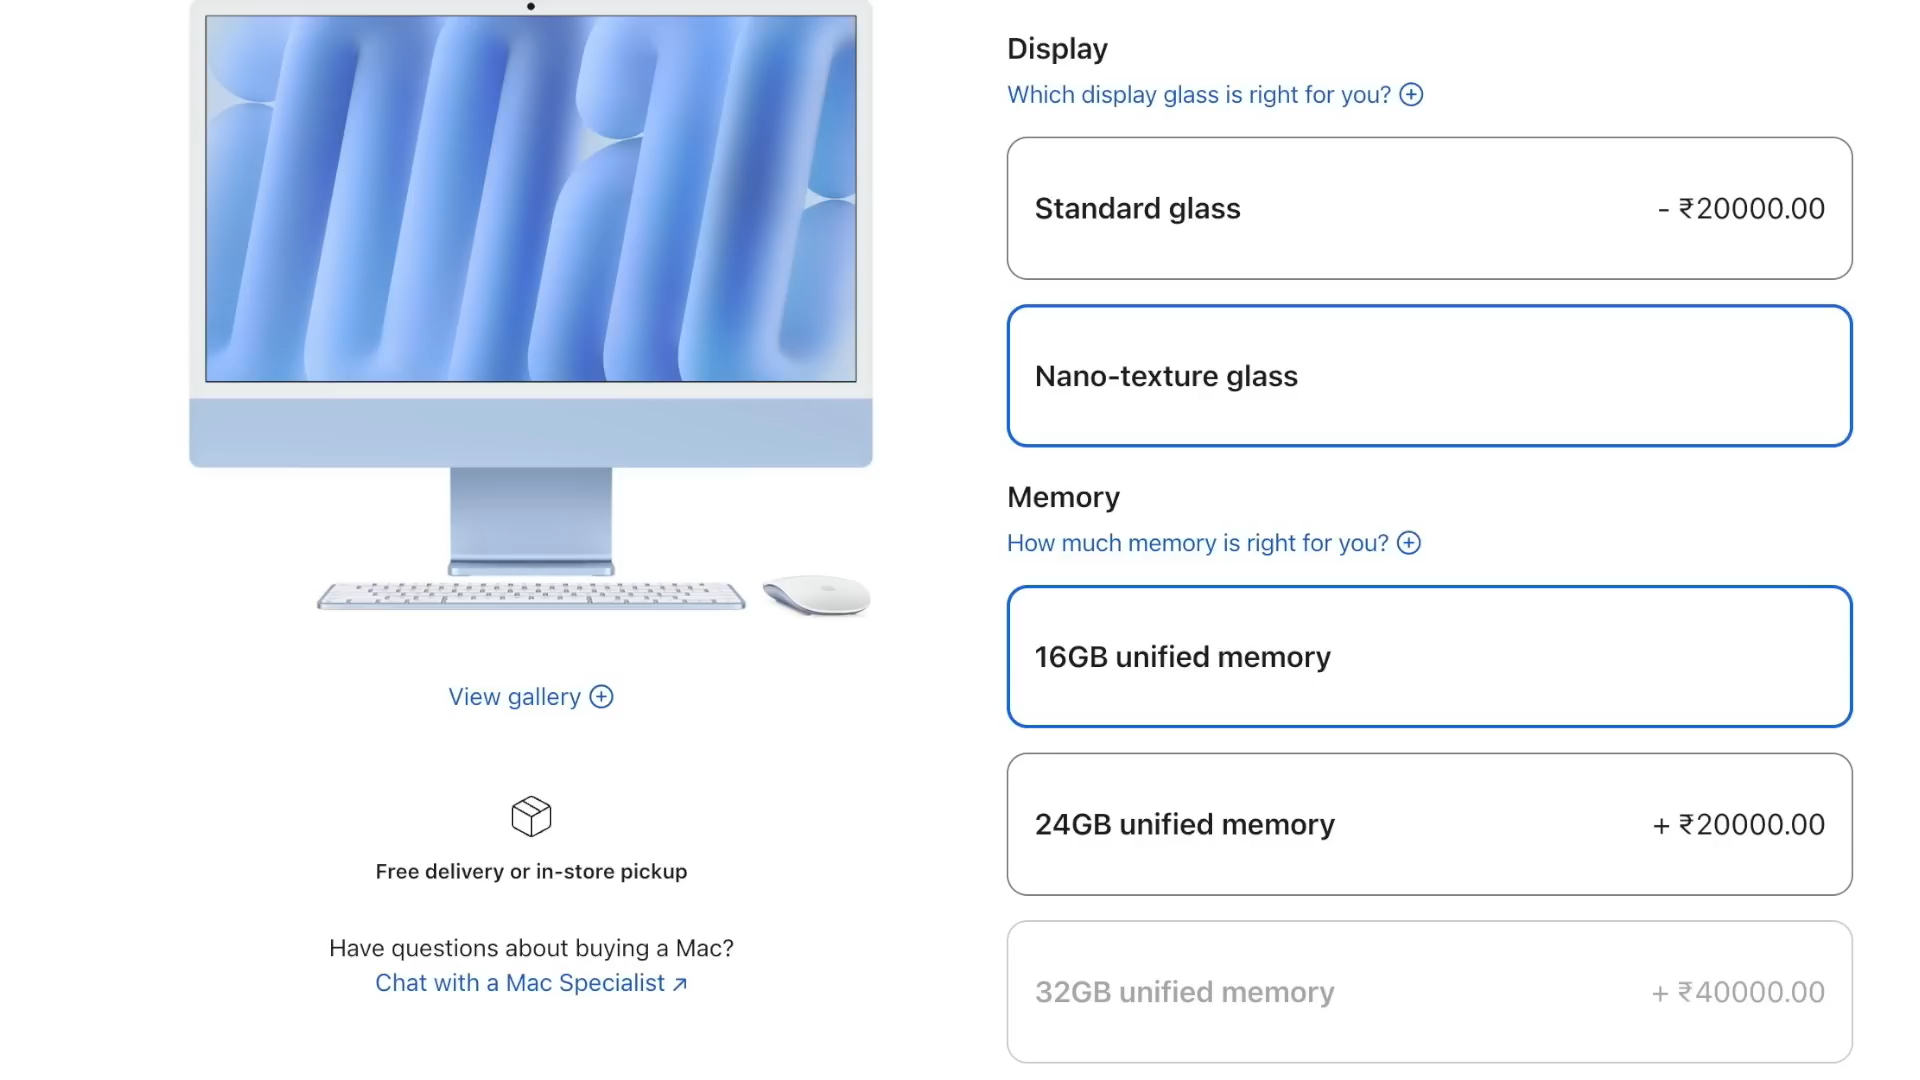 View gallery
Free delivery or in-store pickup
Have questions about buying a Mac?
Chat with a Mac Specialist ↗
Display
Which display glass is right for you?
Standard glass - ₹20000.00
Nano-texture glass
Memory
How much memory is right for you?
16GB unified memory
24GB unified memory + ₹20000.00
32GB unified memory + ₹40000.00